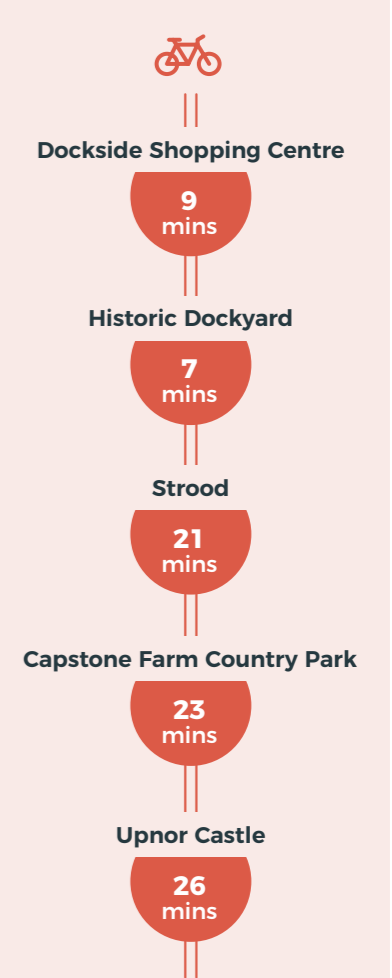 Dockside Shopping Centre
9
mins
Historic Dockyard
7
mins
Strood
21
mins
Capstone Farm Country Park
23
mins
Upnor Castle
26
mins